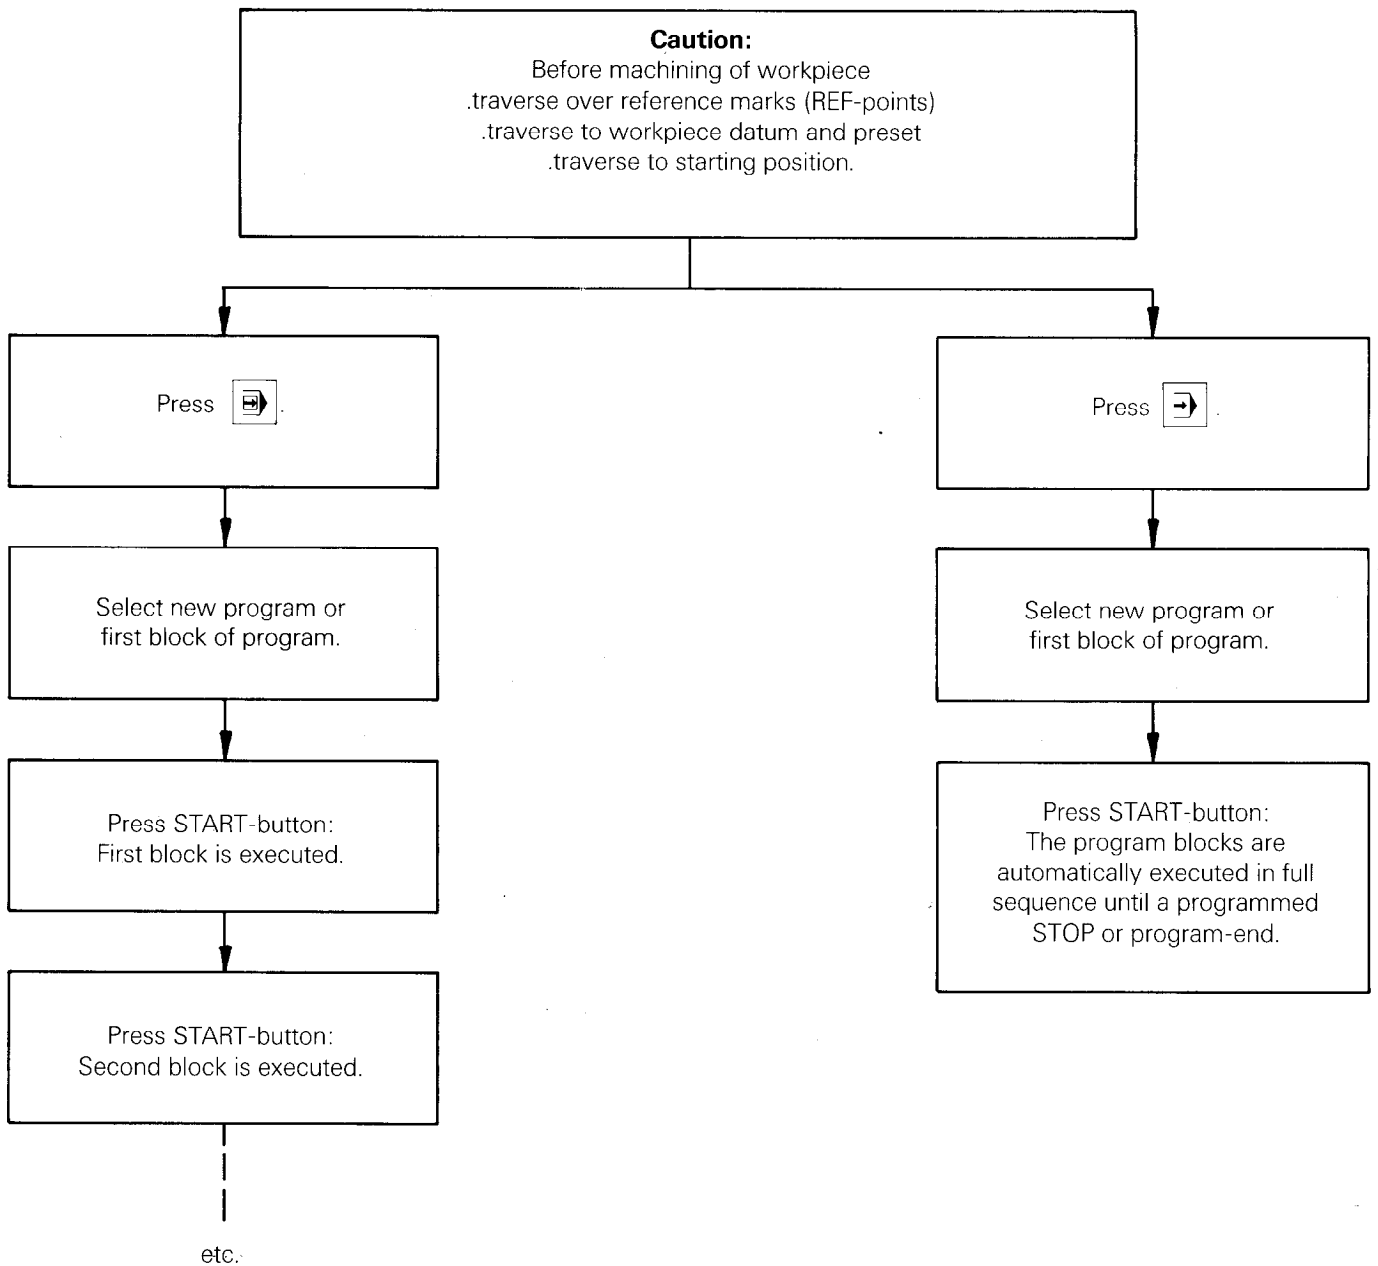 Caution:
Before machining of workpiece
.traverse over reference marks (REF-points)
.traverse to workpiece datum and preset
.traverse to starting position.
Press .
Select new program or
first block of program.
Press START-button:
First block is executed.
Press START-button:
Second block is executed.
etc.
Press .
Select new program or
first block of program.
Press START-button:
The program blocks are
automatically executed in full
sequence until a programmed
STOP or program-end.